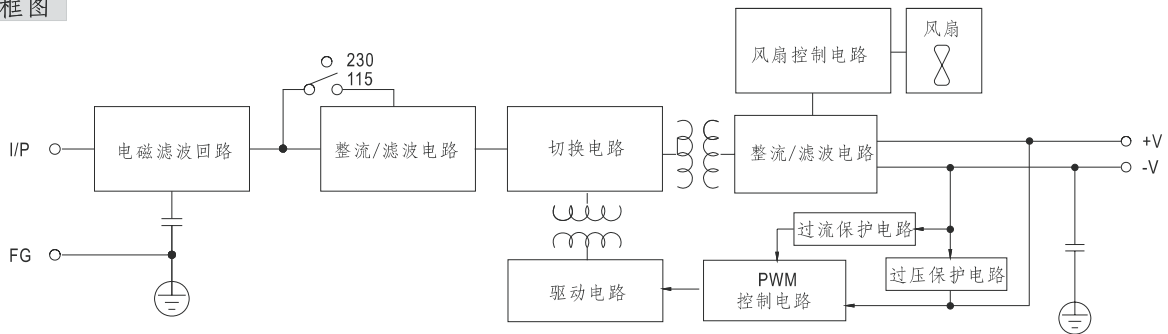 框图
230
115
风扇控制电路
风扇
I/P
电磁滤波回路
整流/滤波电路
切换电路
整流/滤波电路
+V
-V
过流保护电路
FG
驱动电路
PWM
控制电路
过压保护电路